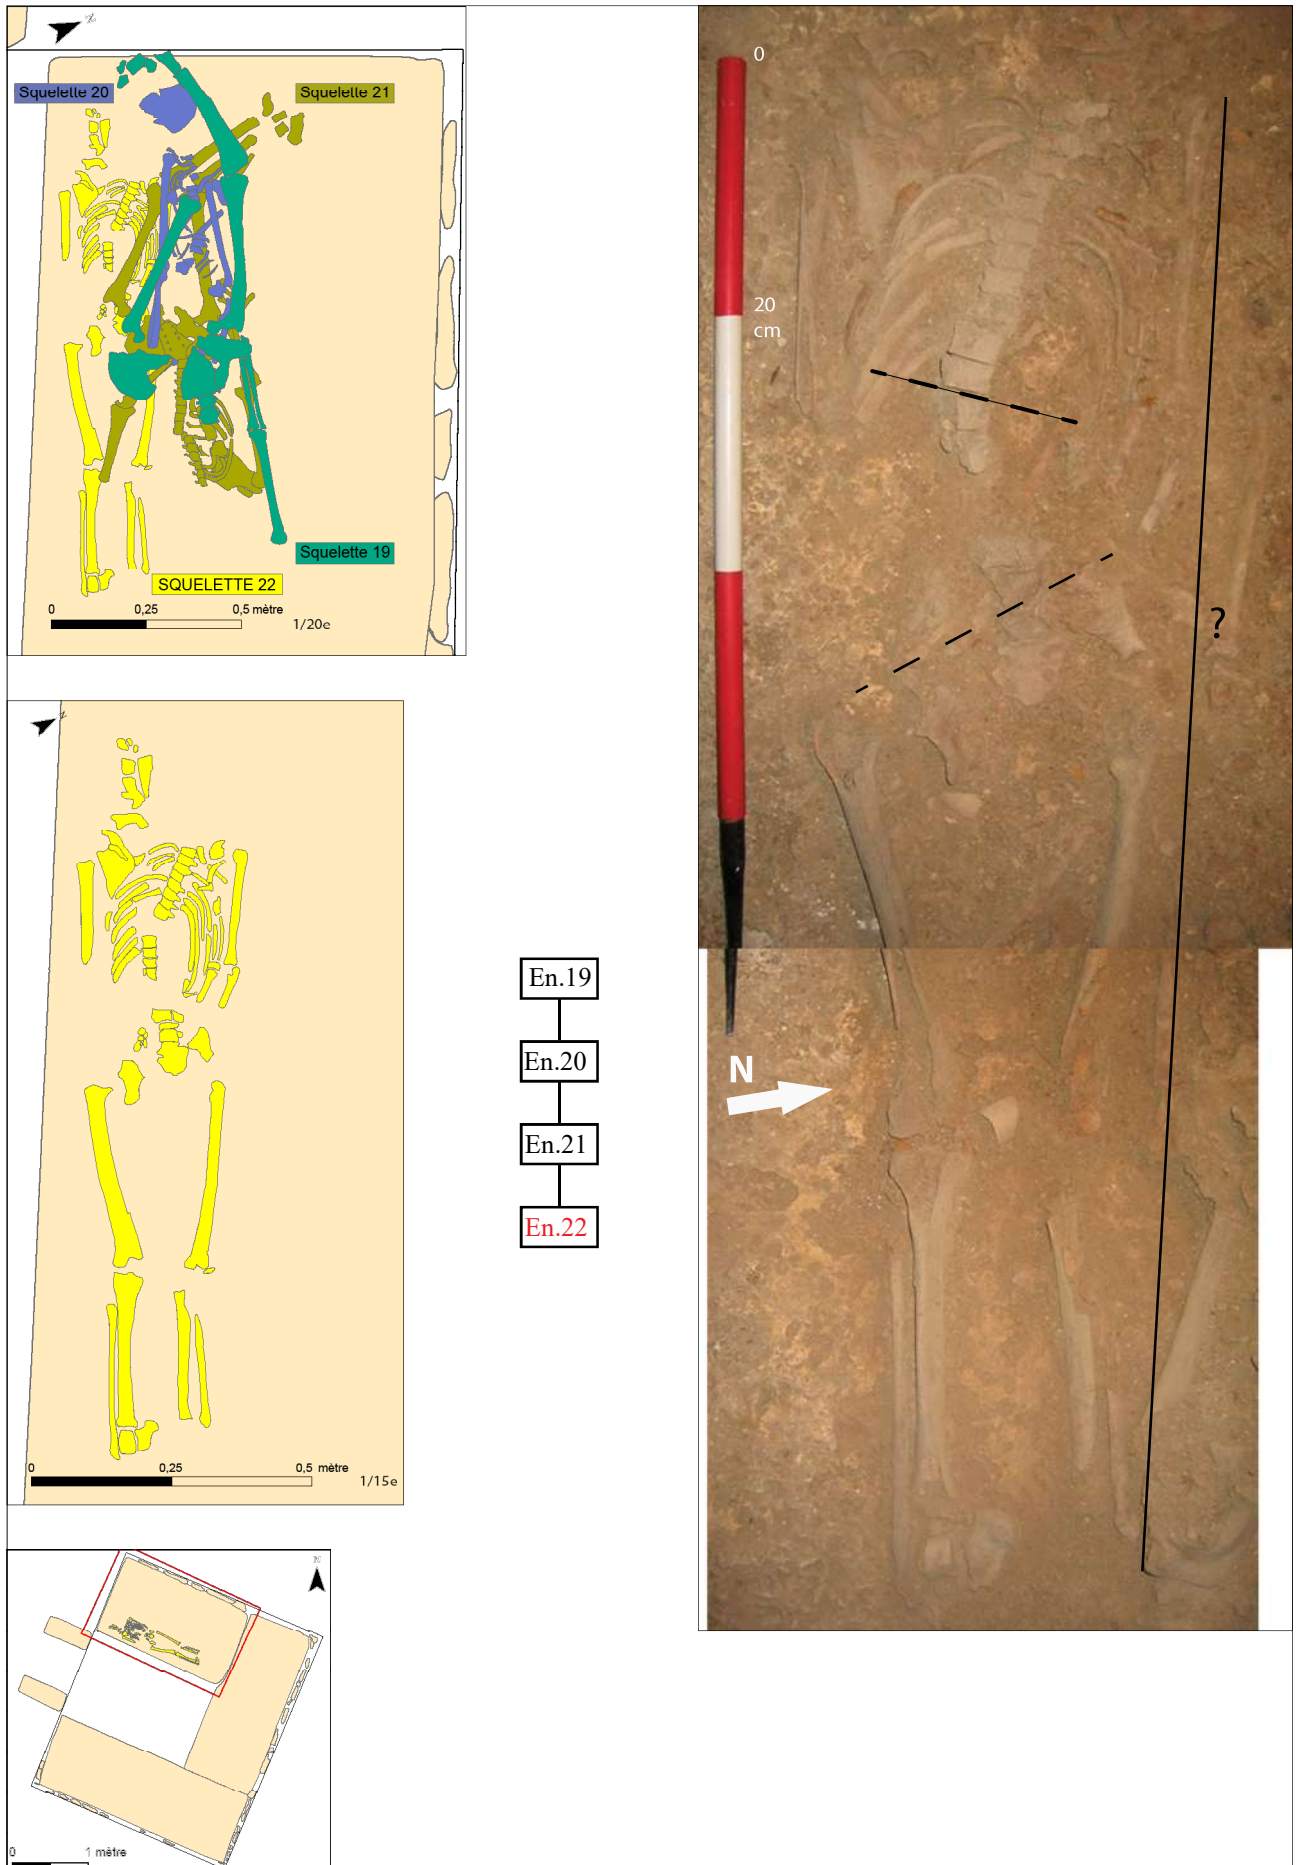 N
Squelette 20
Squelette 21
Squelette 19
SQUELETTE 22
0 0,25 0,5 mètre
1/20e
N
0 0,25 0,5 mètre
1/15e
N
0 1 mètre
En.19
En.20
En.21
En.22
0
20
cm
?
N